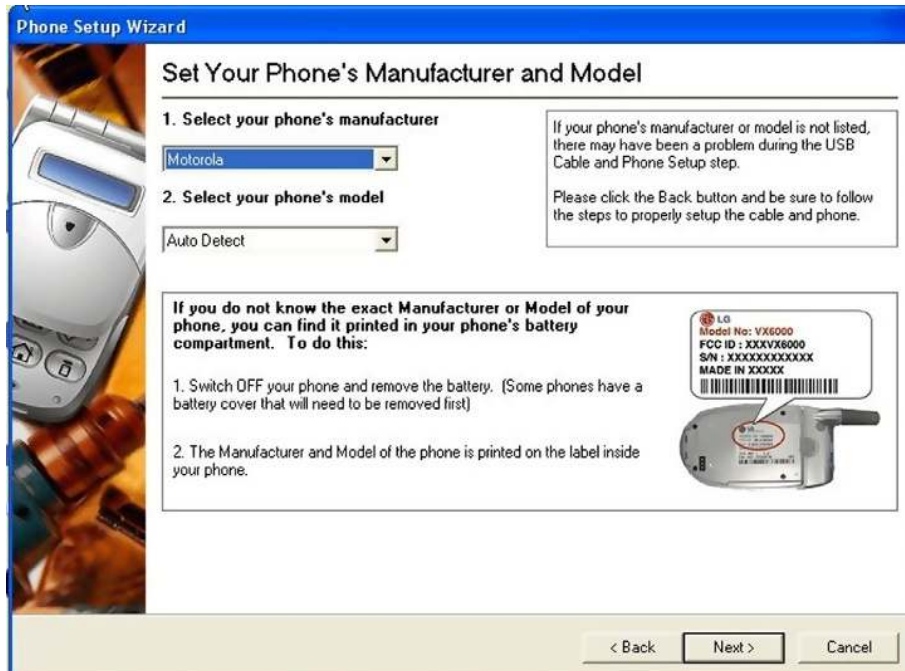 Phone Setup Wizard
Set Your Phone's Manufacturer and Model
1. Select your phone's manufacturer
Motorola
2. Select your phone's model
Auto Detect
If your phone's manufacturer or model is not listed,
there may have been a problem during the USB
Cable and Phone Setup step.
Please click the Back button and be sure to follow
the steps to properly setup the cable and phone.
If you do not know the exact Manufacturer or Model of your
phone, you can find it printed in your phone's battery
compartment. To do this:
1. Switch OFF your phone and remove the battery. (Some phones have a
battery cover that will need to be removed first)
2. The Manufacturer and Model of the phone is printed on the label inside
your phone.
LG
Model No: VX6000
FCC ID : XXXVX6000
S/N : XXXXXXXXXXXX
MADE IN XXXXX
< Back
Next >
Cancel